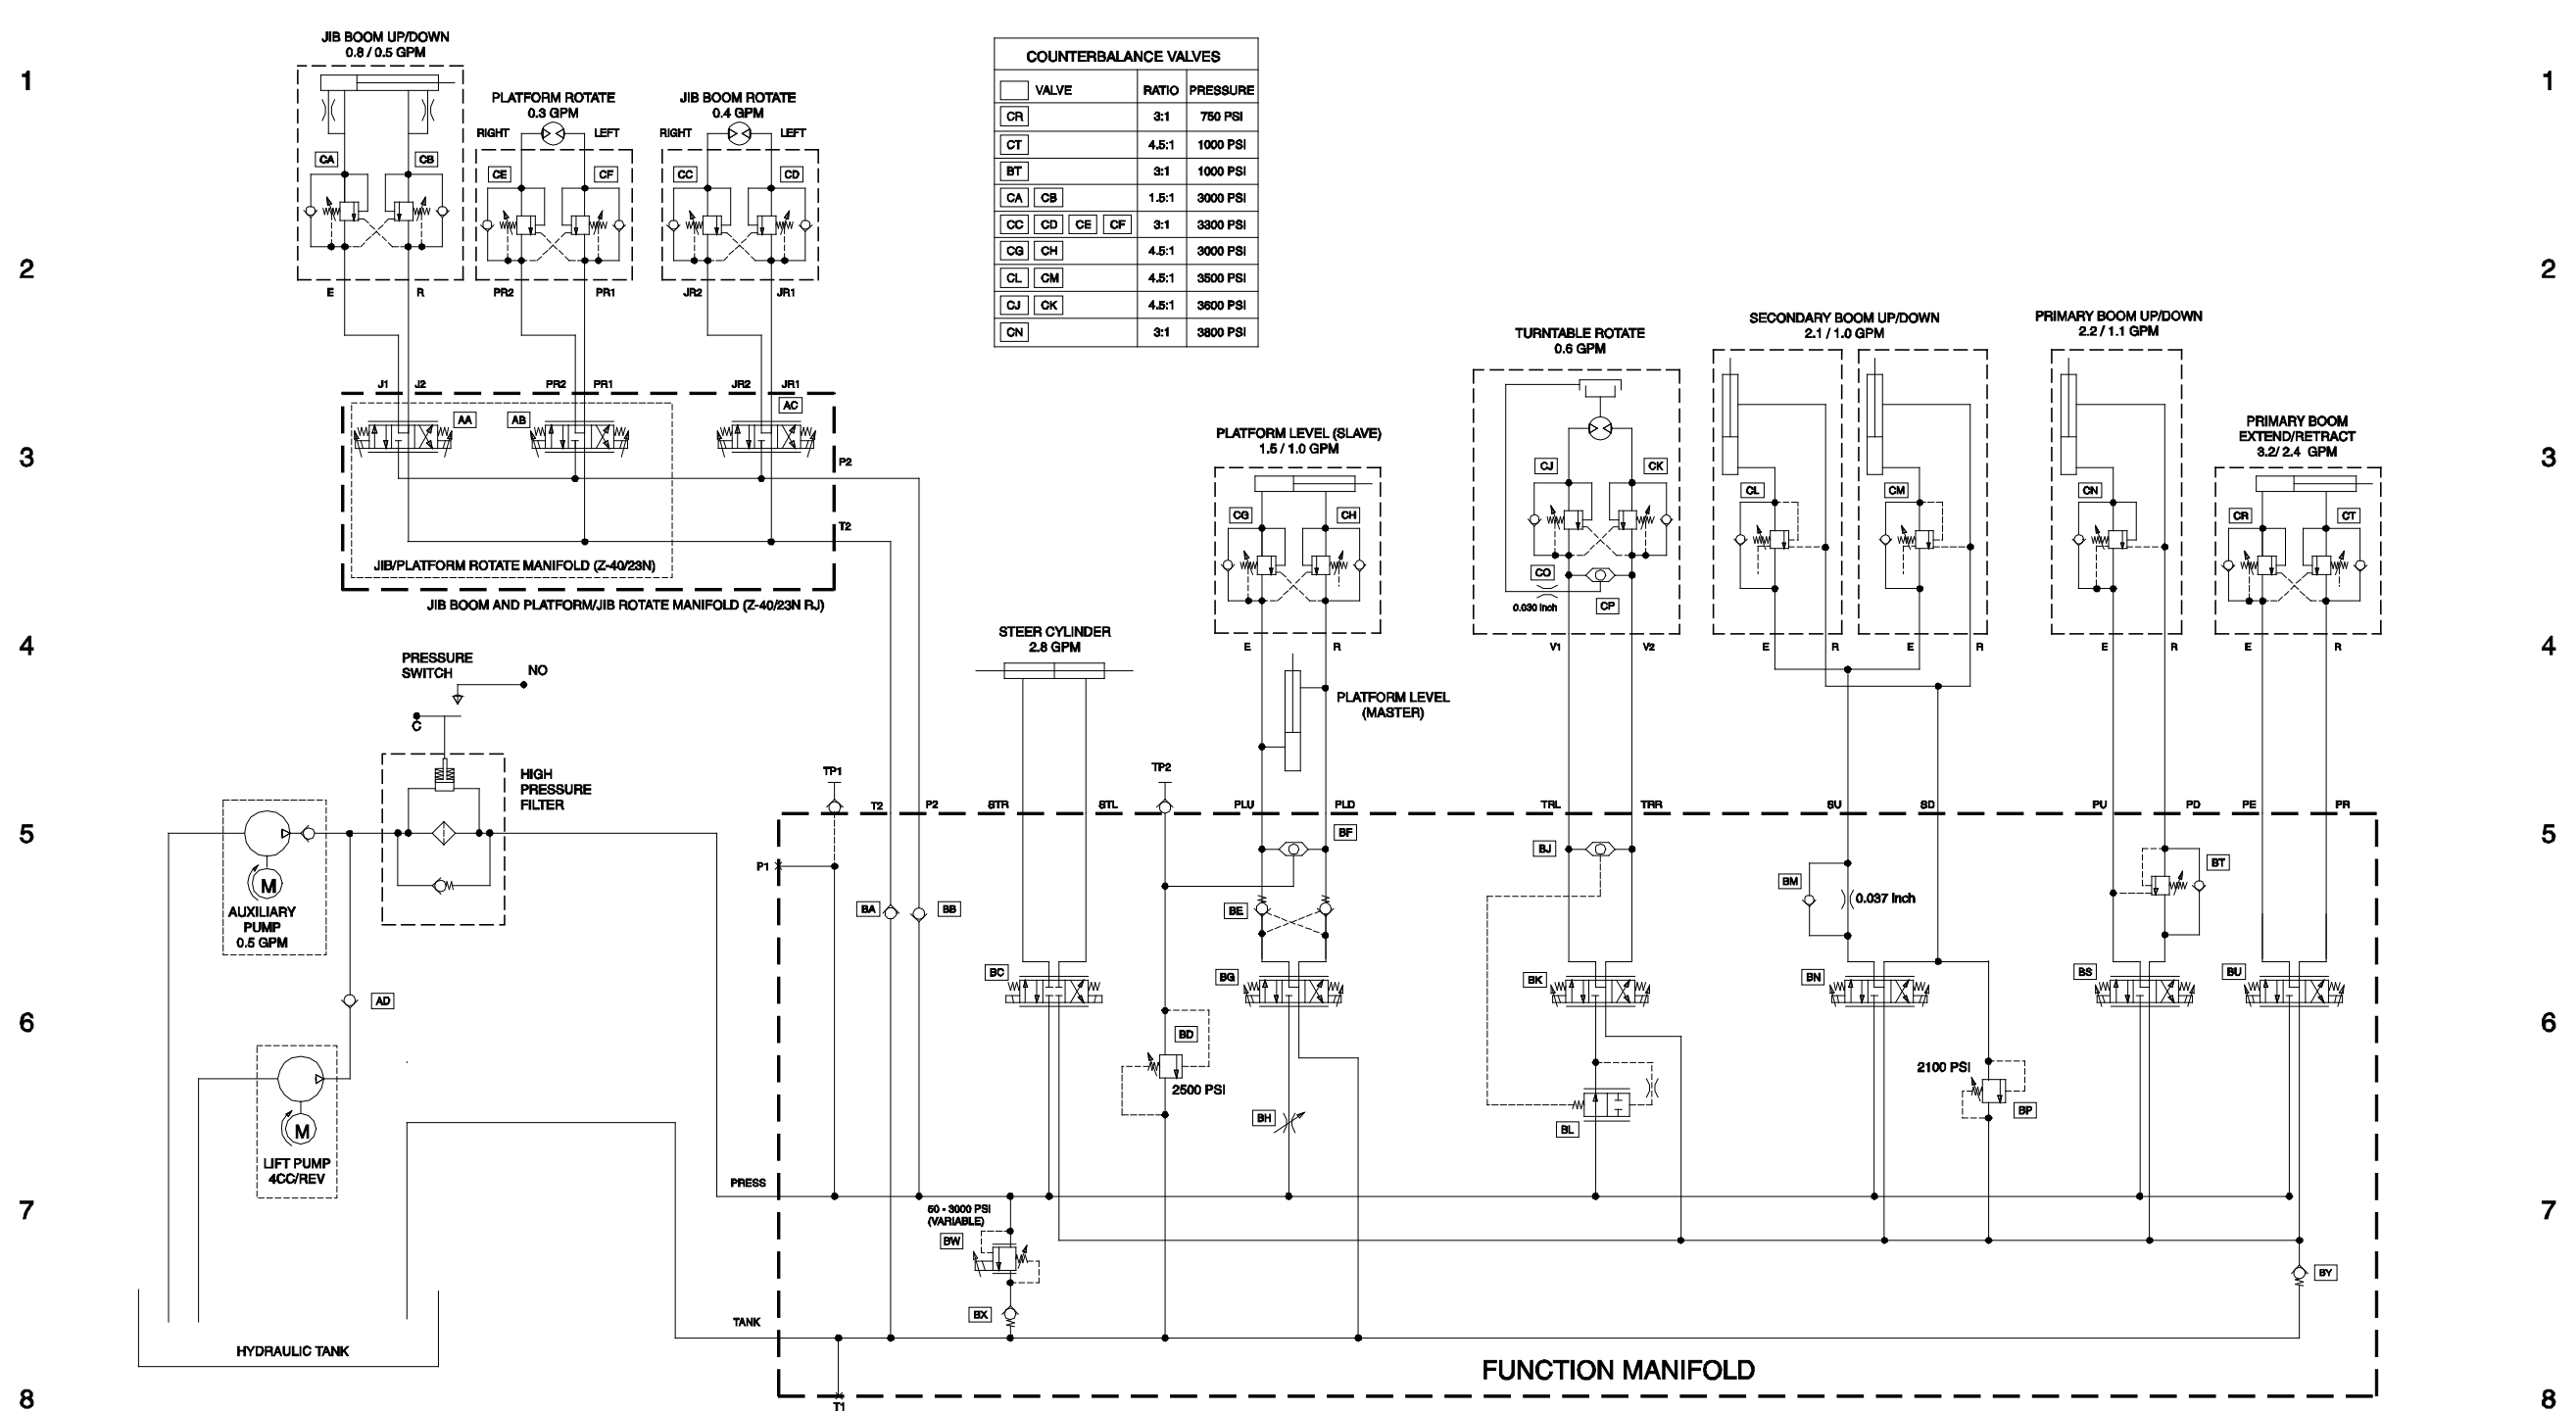 JIB BOOM UP/DOWN
0.8 / 0.5 GPM
1
1
PLATFORM ROTATE
0.3 GPM
RIGHT
LEFT
JIB BOOM ROTATE
0.4 GPM
RIGHT
LEFT
CA
CB
CE
CF
CC
CD
COUNTERBALANCE VALVES
VALVE RATIO PRESSURE
CR 3:1 750 PSI
CT 4.5:1 1000 PSI
BT 3:1 1000 PSI
CA CB 1.5:1 3000 PSI
CC CD CE CF 3:1 3300 PSI
CG CH 4.5:1 3000 PSI
CL CM 4.5:1 3500 PSI
CJ CK 4.5:1 3600 PSI
CN 3:1 3800 PSI
2
2
E
R
PR2
PR1
JR2
JR1
TURNTABLE ROTATE
0.6 GPM
SECONDARY BOOM UP/DOWN
2.1 / 1.0 GPM
PRIMARY BOOM UP/DOWN
2.2 / 1.1 GPM
J1
J2
PR2
PR1
JR2
JR1
AA
AB
AC
3
3
P2
T2
PLATFORM LEVEL (SLAVE)
1.5 / 1.0 GPM
PRIMARY BOOM
EXTEND/RETRACT
3.2/ 2.4 GPM
CG
CH
CJ
CK
CL
CM
CN
CR
CT
CO
CP
0.030 Inch
JIB/PLATFORM ROTATE MANIFOLD (Z-40/23N)
JIB BOOM AND PLATFORM/JIB ROTATE MANIFOLD (Z-40/23N RJ)
4
4
STEER CYLINDER
2.8 GPM
E
R
V1
V2
E
R
E
R
E
R
E
R
PRESSURE
SWITCH
NO
C
PLATFORM LEVEL
(MASTER)
HIGH
PRESSURE
FILTER
TP1
T2
P2
STR
STL
TP2
PLU
PLD
TRL
TRR
SU
SD
PU
PD
PE
PR
5
5
P1
BF
BJ
BT
BM
0.037 Inch
M
AUXILIARY
PUMP
0.5 GPM
BA
BB
BE
BC
BG
BK
BN
BS
BU
AD
6
6
BD
2500 PSI
BH
BL
2100 PSI
BP
M
LIFT PUMP
4CC/REV
7
7
PRESS
50 - 3000 PSI
(VARIABLE)
BW
BX
BY
TANK
HYDRAULIC TANK
FUNCTION MANIFOLD
8
8
T1